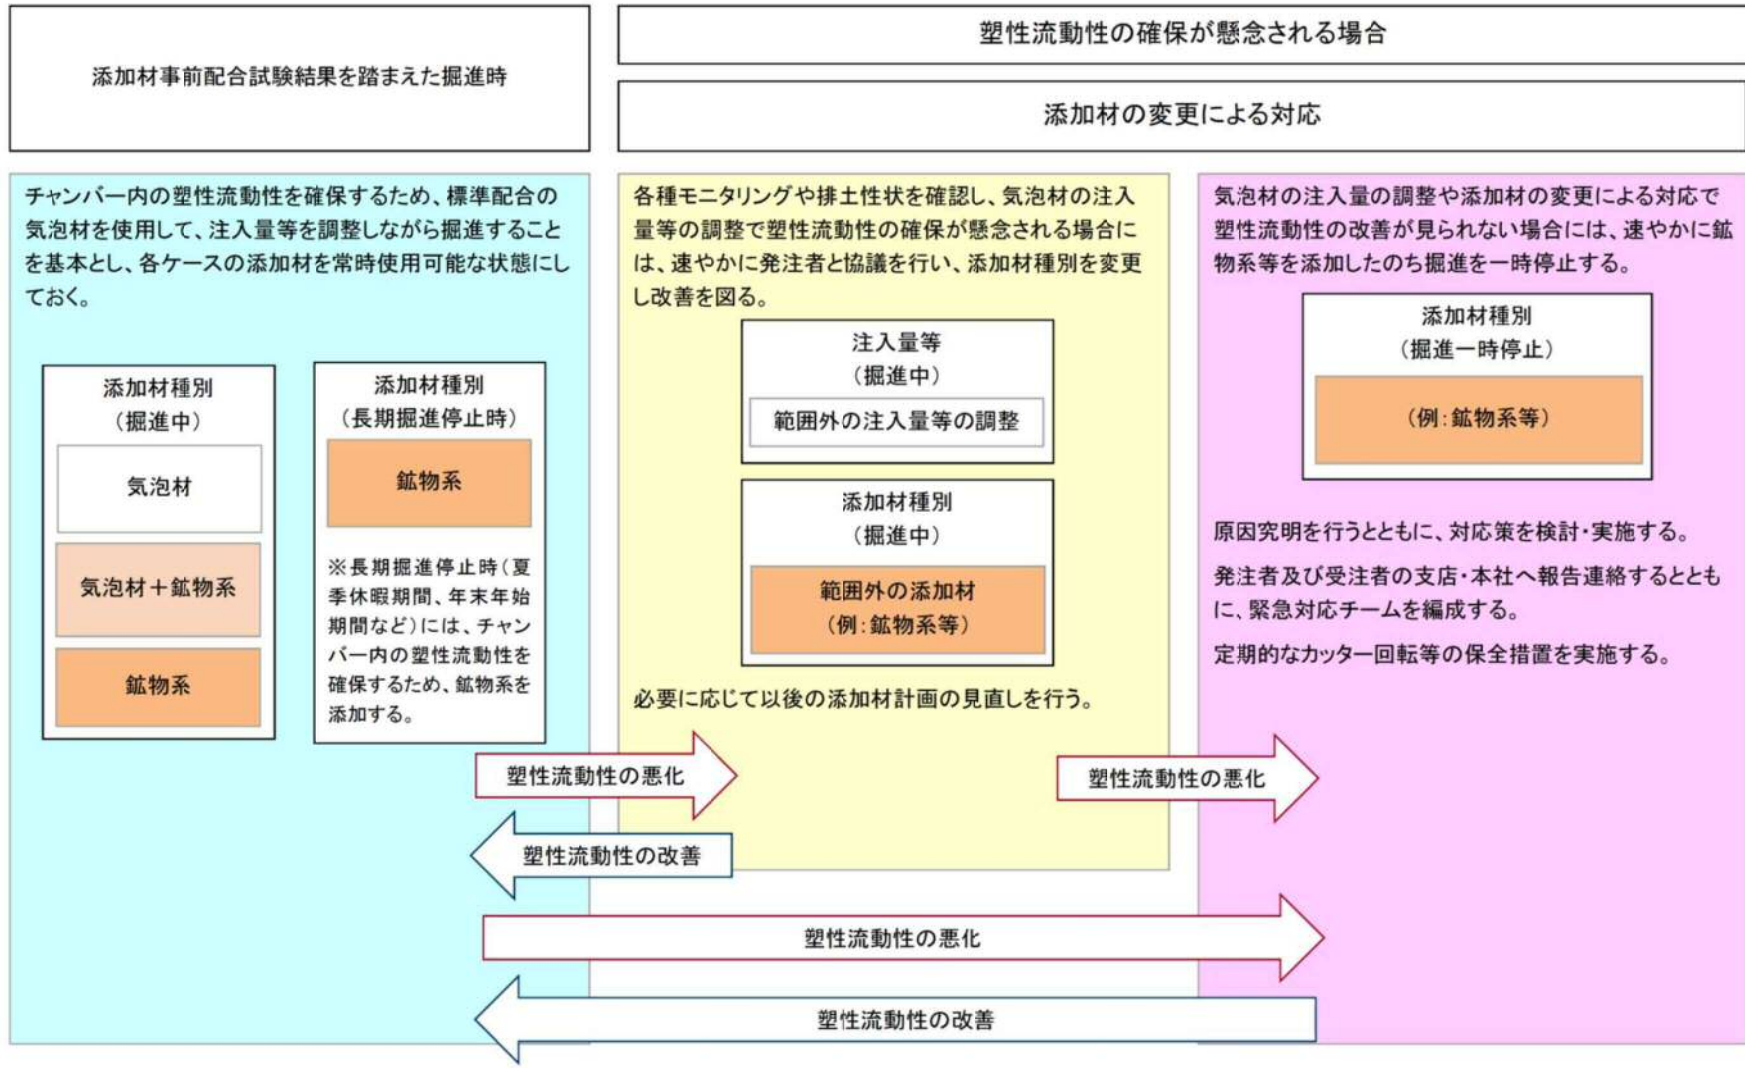 添加材事前配合試験結果を踏まえた掘進時
塑性流動性の確保が懸念される場合
添加材の変更による対応
チャンバー内の塑性流動性を確保するため、標準配合の
気泡材を使用して、注入量等を調整しながら掘進すること
を基本とし、各ケースの添加材を常時使用可能な状態にし
ておく。
添加材種別
（掘進中）
気泡材
気泡材＋鉱物系
鉱物系
添加材種別
（長期掘進停止時）
鉱物系
※長期掘進停止時（夏
季休暇期間、年末年始
期間など）には、チャン
バー内の塑性流動性を
確保するため、鉱物系を
添加する。
各種モニタリングや排土性状を確認し、気泡材の注入
量等の調整で塑性流動性の確保が懸念される場合に
は、速やかに発注者と協議を行い、添加材種別を変更
し改善を図る。
注入量等
（掘進中）
範囲外の注入量等の調整
添加材種別
（掘進中）
範囲外の添加材
（例：鉱物系等）
必要に応じて以後の添加材計画の見直しを行う。
気泡材の注入量の調整や添加材の変更による対応で
塑性流動性の改善が見られない場合には、速やかに鉱
物系等を添加したのち掘進を一時停止する。
添加材種別
（掘進一時停止）
（例：鉱物系等）
原因究明を行うとともに、対応策を検討・実施する。
発注者及び受注者の支店・本社へ報告連絡するととも
に、緊急対応チームを編成する。
定期的なカッター回転等の保全措置を実施する。
塑性流動性の悪化
塑性流動性の悪化
塑性流動性の改善
塑性流動性の悪化
塑性流動性の改善